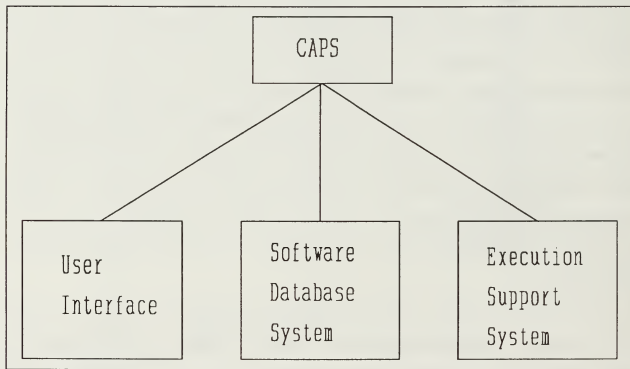 CAPS
User
Interface
Software
Database
System
Execution
Support
System